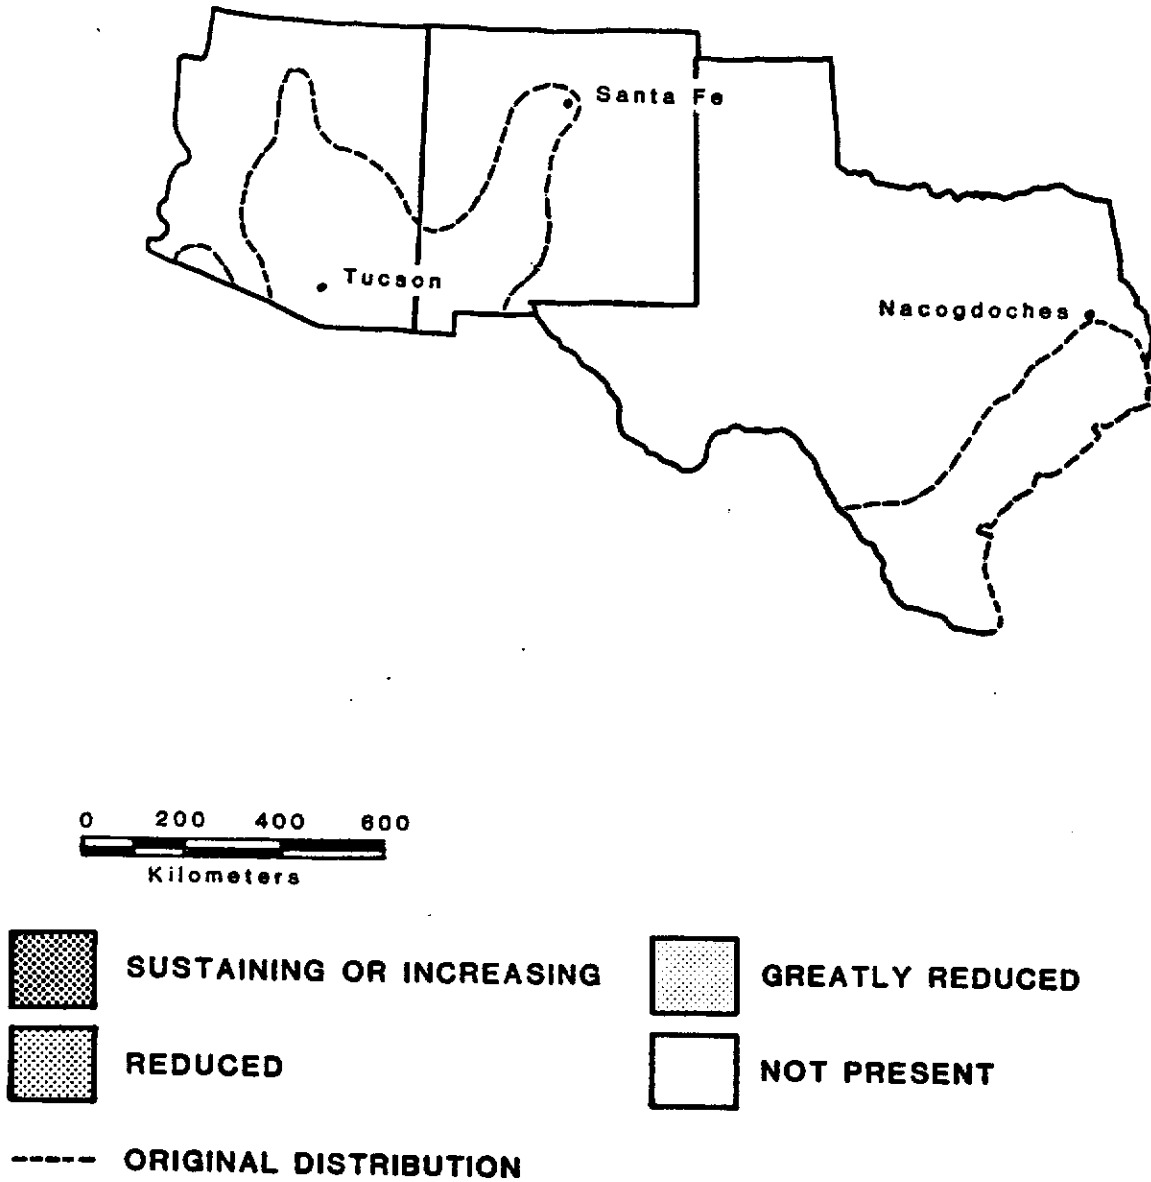 Santa Fe
Tucson
Nacogdoches
0 200 400 600
Kilometers
SUSTAINING OR INCREASING
GREATLY REDUCED
REDUCED
NOT PRESENT
ORIGINAL DISTRIBUTION